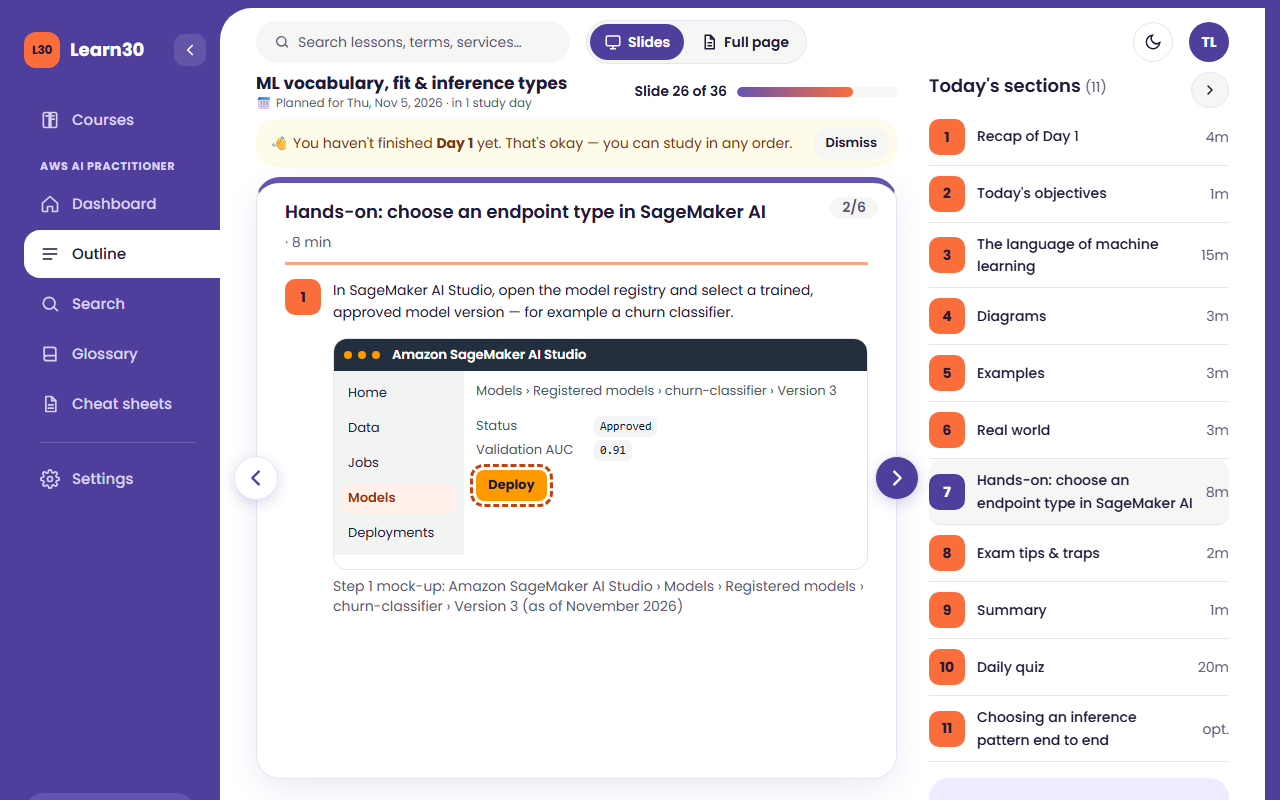 L30
Learn30
Courses
AWS AI PRACTITIONER
Dashboard
Outline
Search
Glossary
Cheat sheets
Settings
Search lessons, terms, services...
Slides
Full page
TL
ML vocabulary, fit & inference types
Planned for Thu, Nov 5, 2026 · in 1 study day
Slide 26 of 36
👋 You haven't finished Day 1 yet. That's okay — you can study in any order.
Dismiss
Hands-on: choose an endpoint type in SageMaker AI
2/6
· 8 min
1
In SageMaker AI Studio, open the model registry and select a trained,
approved model version — for example a churn classifier.
Amazon SageMaker AI Studio
Home
Data
Jobs
Models
Deployments
Models › Registered models › churn-classifier › Version 3
Status Approved
Validation AUC 0.91
Deploy
Step 1 mock-up: Amazon SageMaker AI Studio › Models › Registered models ›
churn-classifier › Version 3 (as of November 2026)
Today's sections (11)
1 Recap of Day 1 4m
2 Today's objectives 1m
3 The language of machine
learning 15m
4 Diagrams 3m
5 Examples 3m
6 Real world 3m
7 Hands-on: choose an
endpoint type in SageMaker AI 8m
8 Exam tips & traps 2m
9 Summary 1m
10 Daily quiz 20m
11 Choosing an inference
pattern end to end opt.